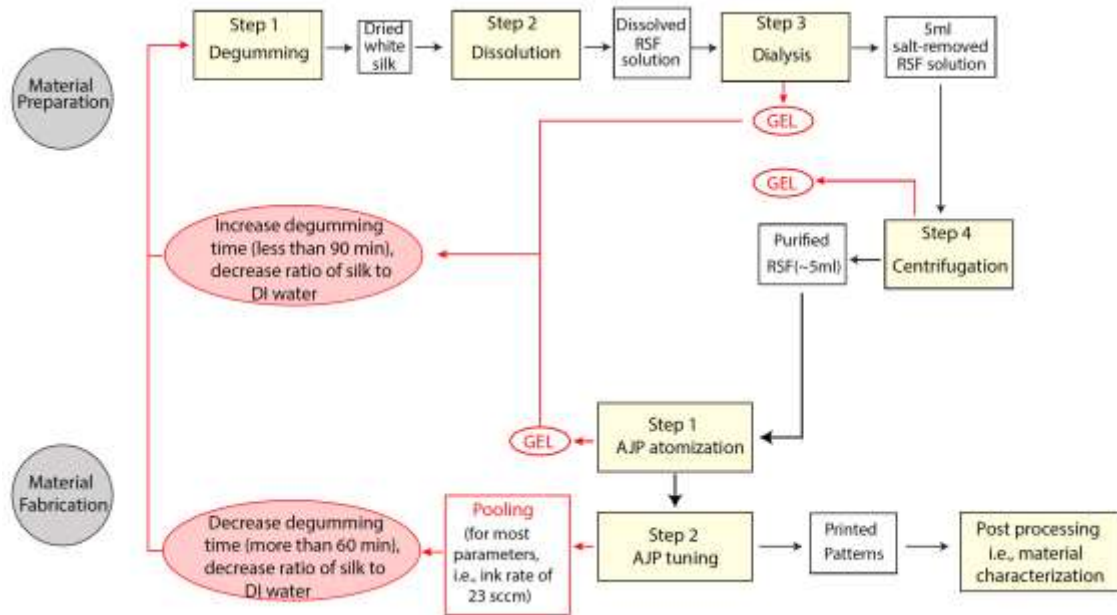 Material
Preparation
Step 1
Degumming
Dried
white
silk
Step 2
Dissolution
Dissolved
RSF
solution
Step 3
Dialysis
5ml
salt-removed
RSF solution
GEL
GEL
Increase degumming
time (less than 90 min),
decrease ratio of silk to
DI water
Purified
RSF(~5ml)
Step 4
Centrifugation
Material
Fabrication
GEL
Step 1
AJP atomization
Decrease degumming
time (more than 60 min),
decrease ratio of silk to
DI water
Pooling
(for most
parameters,
i.e., ink rate of
23 sccm)
Step 2
AJP tuning
Printed
Patterns
Post processing
i.e., material
characterization